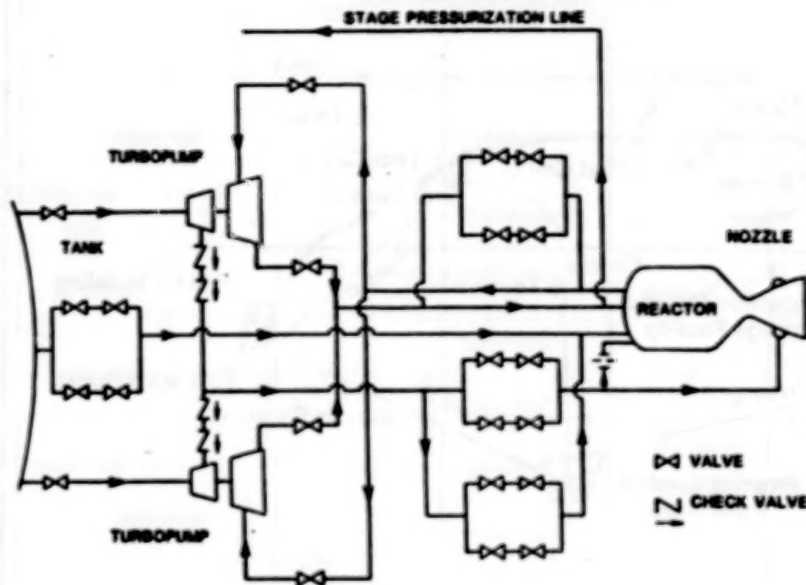 STAGE PRESSURIZATION LINE
TURBOPUMP
TANK
NOZZLE
REACTOR
VALVE
CHECK VALVE
TURBOPUMP